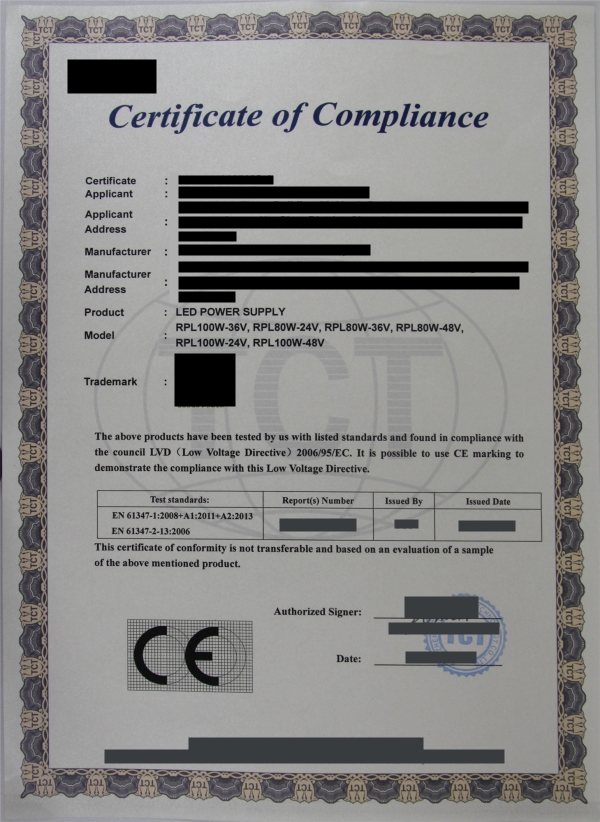 Certificate of Compliance
Certificate :
Applicant :
Applicant
Address :
Manufacturer :
Manufacturer
Address :
Product : LED POWER SUPPLY
Model : RPL100W-36V, RPL80W-24V, RPL80W-36V, RPL80W-48V,
RPL100W-24V, RPL100W-48V
Trademark :
TCT
The above products have been tested by us with listed standards and found in compliance with
the council LVD（Low Voltage Directive）2006/95/EC. It is possible to use CE marking to
demonstrate the compliance with this Low Voltage Directive.
Test standards: Report(s) Number Issued By Issued Date
EN 61347-1:2008+A1:2011+A2:2013
EN 61347-2-13:2006
This certificate of conformity is not transferable and based on an evaluation of a sample
of the above mentioned product.
Authorized Signer:
TCT
Date:
CE